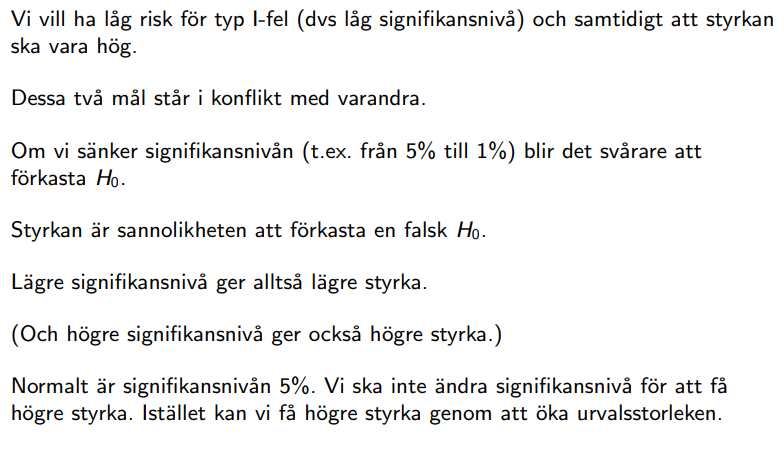 Vi vill ha låg risk för typ I-fel (dvs låg signifikansnivå) och samtidigt att styrkan
ska vara hög.
Dessa två mål står i konflikt med varandra.
Om vi sänker signifikansnivån (t.ex. från 5% till 1%) blir det svårare att
förkasta H₀.
Styrkan är sannolikheten att förkasta en falsk H₀.
Lägre signifikansnivå ger alltså lägre styrka.
(Och högre signifikansnivå ger också högre styrka.)
Normalt är signifikansnivån 5%. Vi ska inte ändra signifikansnivå för att få
högre styrka. Istället kan vi få högre styrka genom att öka urvalsstorleken.